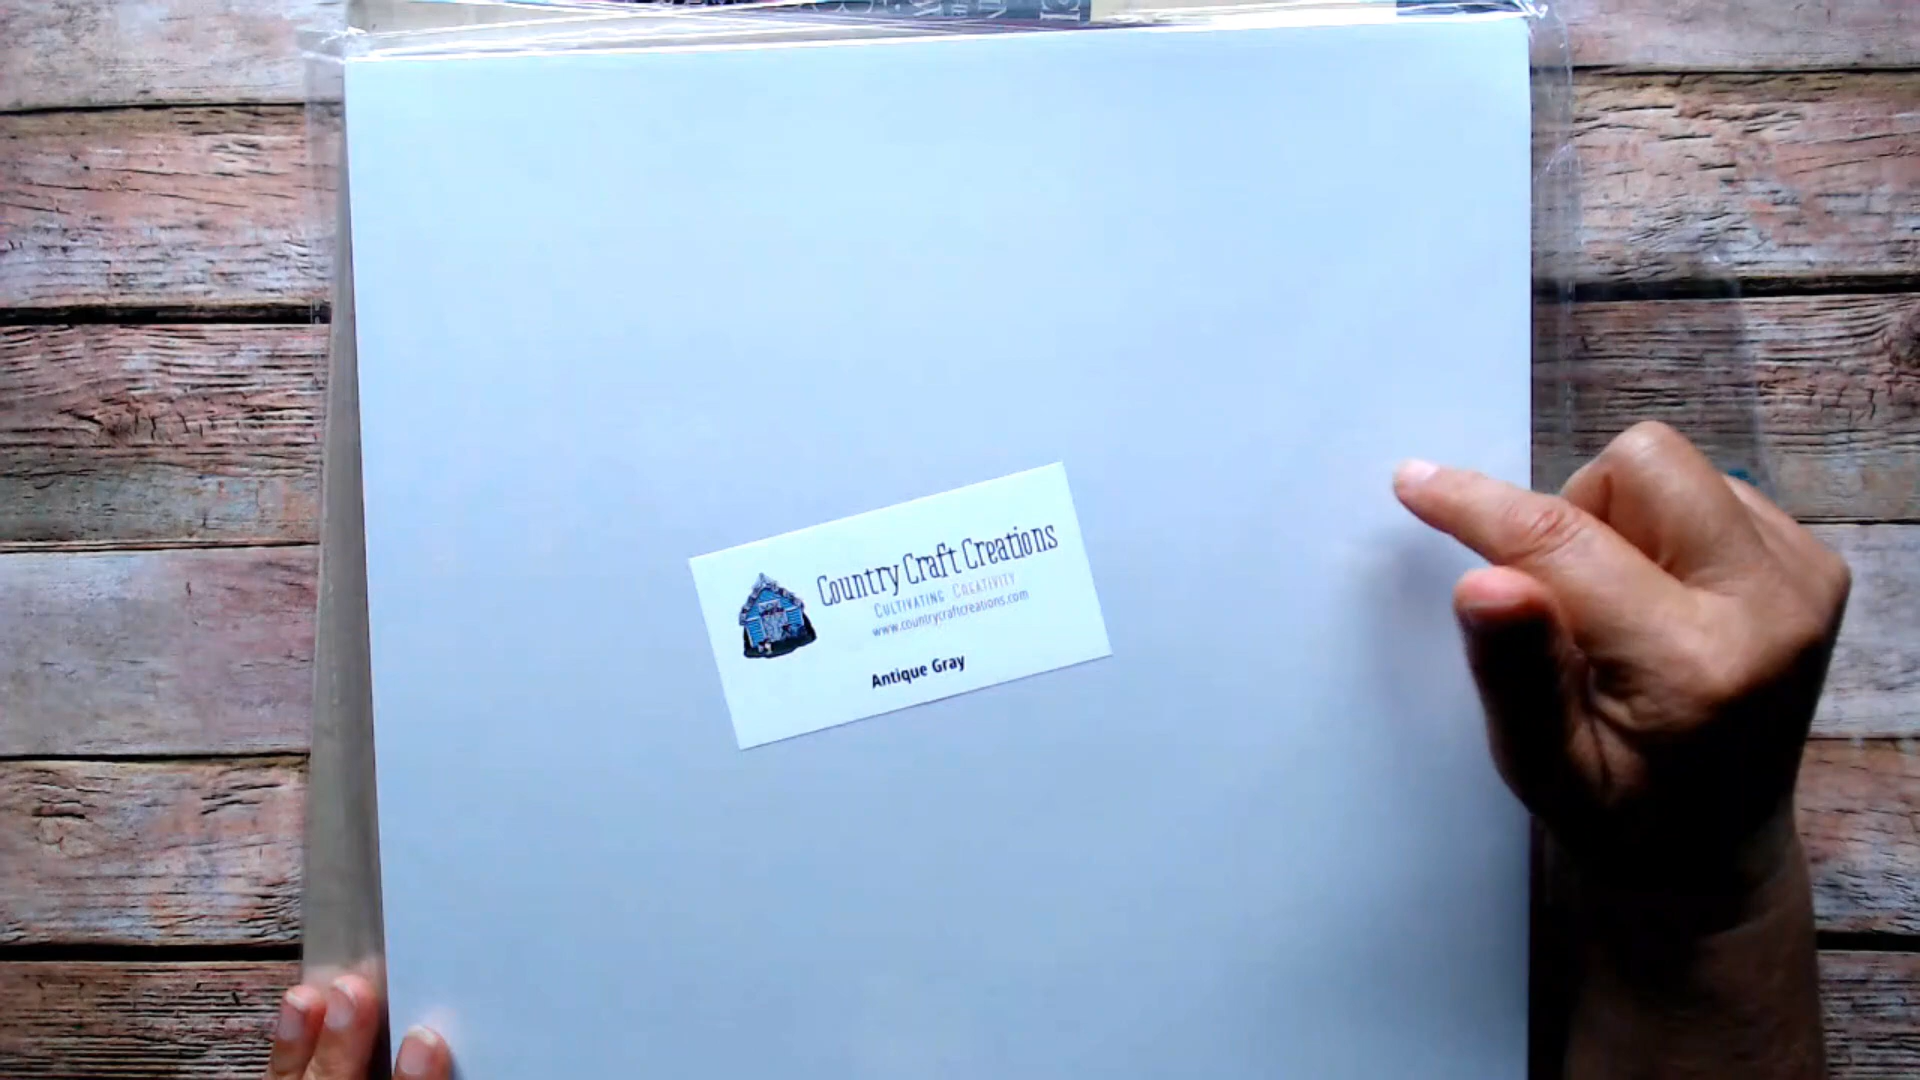 Country Craft Creations
Cultivating Creativity
www.countrycraftcreations.com
Antique Gray